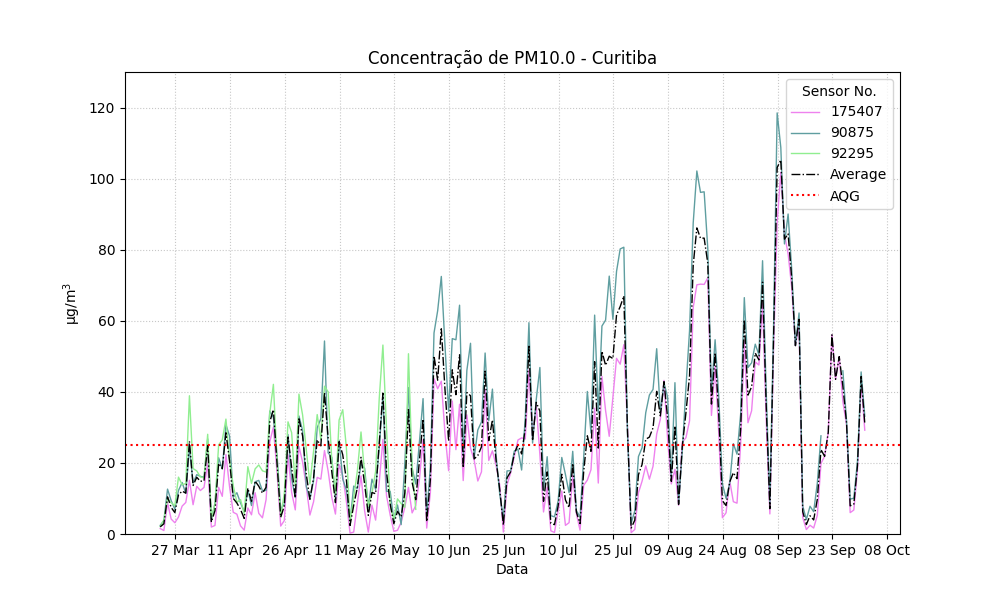 Concentração de PM10.0 - Curitiba
Sensor No.
175407
90875
92295
Average
AQG
120
100
80
60
40
20
0
µg/m³
27 Mar 11 Apr 26 Apr 11 May 26 May 10 Jun 25 Jun 10 Jul 25 Jul 09 Aug 24 Aug 08 Sep 23 Sep 08 Oct
Data